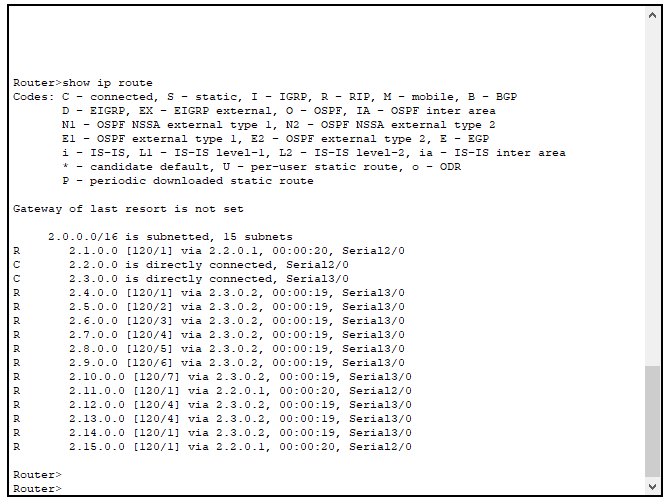 Router>show ip route
Codes: C - connected, S - static, I - IGRP, R - RIP, M - mobile, B - BGP
       D - EIGRP, EX - EIGRP external, O - OSPF, IA - OSPF inter area
       N1 - OSPF NSSA external type 1, N2 - OSPF NSSA external type 2
       E1 - OSPF external type 1, E2 - OSPF external type 2, E - EGP
       i - IS-IS, L1 - IS-IS level-1, L2 - IS-IS level-2, ia - IS-IS inter area
       * - candidate default, U - per-user static route, o - ODR
       P - periodic downloaded static route

Gateway of last resort is not set

     2.0.0.0/16 is subnetted, 15 subnets
R       2.1.0.0 [120/1] via 2.2.0.1, 00:00:20, Serial2/0
C       2.2.0.0 is directly connected, Serial2/0
C       2.3.0.0 is directly connected, Serial3/0
R       2.4.0.0 [120/1] via 2.3.0.2, 00:00:19, Serial3/0
R       2.5.0.0 [120/2] via 2.3.0.2, 00:00:19, Serial3/0
R       2.6.0.0 [120/3] via 2.3.0.2, 00:00:19, Serial3/0
R       2.7.0.0 [120/4] via 2.3.0.2, 00:00:19, Serial3/0
R       2.8.0.0 [120/5] via 2.3.0.2, 00:00:19, Serial3/0
R       2.9.0.0 [120/6] via 2.3.0.2, 00:00:19, Serial3/0
R       2.10.0.0 [120/7] via 2.3.0.2, 00:00:19, Serial3/0
R       2.11.0.0 [120/1] via 2.2.0.1, 00:00:20, Serial2/0
R       2.12.0.0 [120/4] via 2.3.0.2, 00:00:19, Serial3/0
R       2.13.0.0 [120/4] via 2.3.0.2, 00:00:19, Serial3/0
R       2.14.0.0 [120/1] via 2.3.0.2, 00:00:19, Serial3/0
R       2.15.0.0 [120/1] via 2.2.0.1, 00:00:20, Serial2/0

Router>
Router>